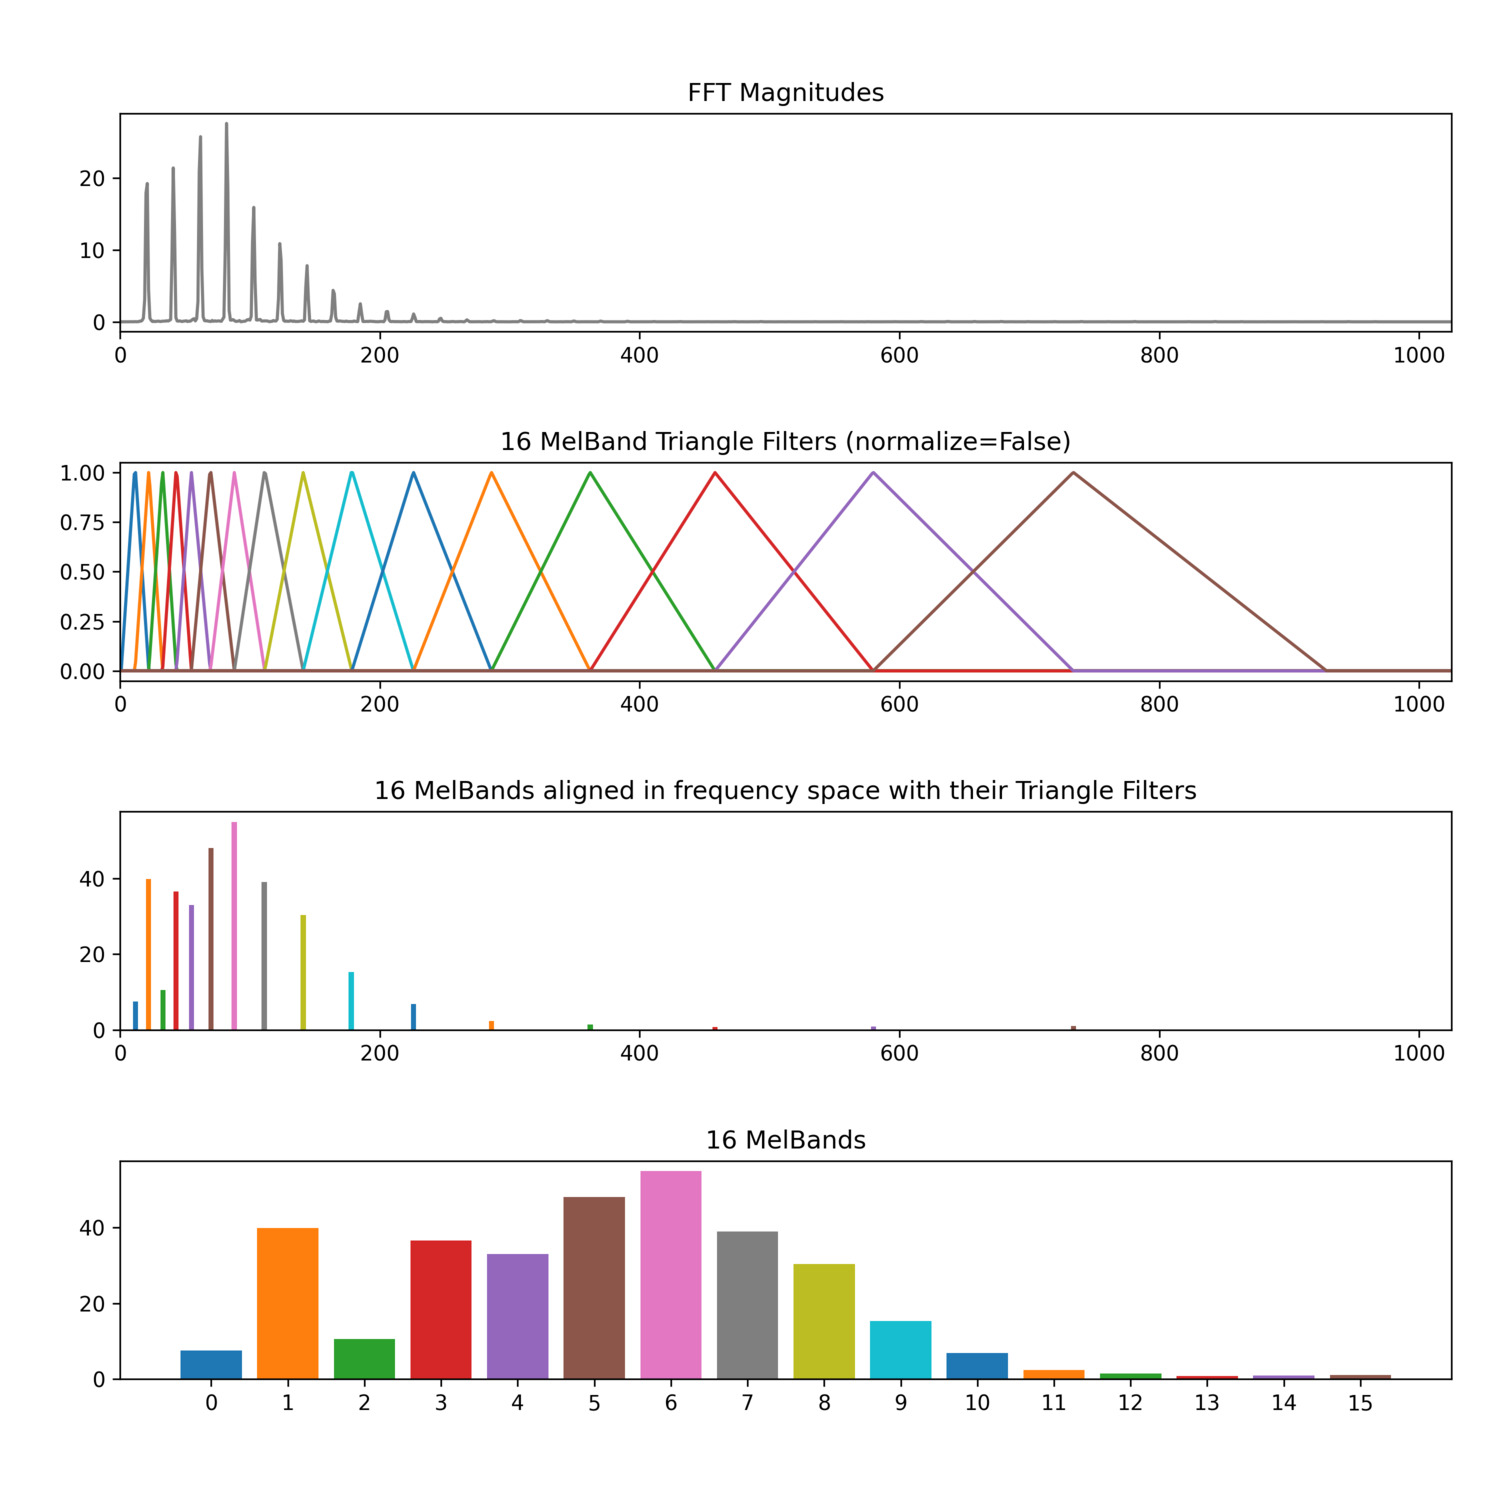 FFT Magnitudes
20
10
0
0 200 400 600 800 1000
16 MelBand Triangle Filters (normalize=False)
1.00
0.75
0.50
0.25
0.00
0 200 400 600 800 1000
16 MelBands aligned in frequency space with their Triangle Filters
40
20
0
0 200 400 600 800 1000
16 MelBands
40
20
0
0 1 2 3 4 5 6 7 8 9 10 11 12 13 14 15